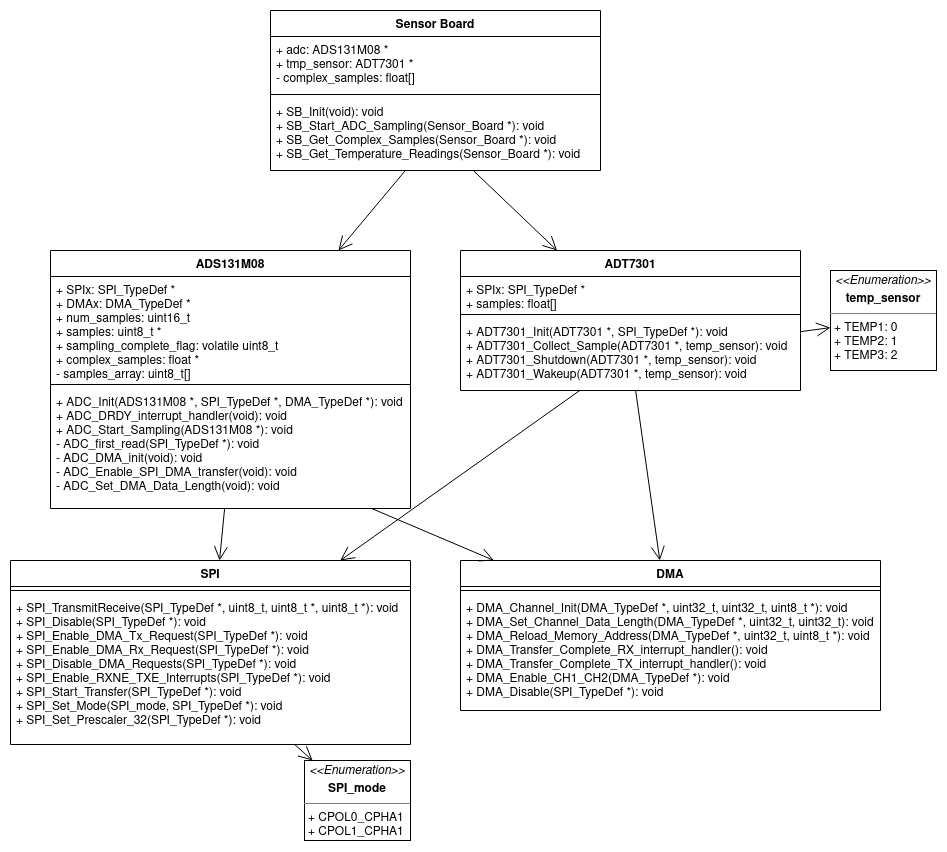 Sensor Board
+ adc: ADS131M08 *
+ tmp_sensor: ADT7301 *
- complex_samples: float[]
+ SB_Init(void): void
+ SB_Start_ADC_Sampling(Sensor_Board *): void
+ SB_Get_Complex_Samples(Sensor_Board *): void
+ SB_Get_Temperature_Readings(Sensor_Board *): void
ADS131M08
+ SPIx: SPI_TypeDef *
+ DMAx: DMA_TypeDef *
+ num_samples: uint16_t
+ samples: uint8_t *
+ sampling_complete_flag: volatile uint8_t
+ complex_samples: float *
- samples_array: uint8_t[]
+ ADC_Init(ADS131M08 *, SPI_TypeDef *, DMA_TypeDef *): void
+ ADC_DRDY_interrupt_handler(void): void
+ ADC_Start_Sampling(ADS131M08 *): void
- ADC_first_read(SPI_TypeDef *): void
- ADC_DMA_init(void): void
- ADC_Enable_SPI_DMA_transfer(void): void
- ADC_Set_DMA_Data_Length(void): void
ADT7301
+ SPIx: SPI_TypeDef *
+ samples: float[]
+ ADT7301_Init(ADT7301 *, SPI_TypeDef *): void
+ ADT7301_Collect_Sample(ADT7301 *, temp_sensor): void
+ ADT7301_Shutdown(ADT7301 *, temp_sensor): void
+ ADT7301_Wakeup(ADT7301 *, temp_sensor): void
<<Enumeration>>
temp_sensor
+ TEMP1: 0
+ TEMP2: 1
+ TEMP3: 2
SPI
+ SPI_TransmitReceive(SPI_TypeDef *, uint8_t, uint8_t *, uint8_t *): void
+ SPI_Disable(SPI_TypeDef *): void
+ SPI_Enable_DMA_Tx_Request(SPI_TypeDef *): void
+ SPI_Enable_DMA_Rx_Request(SPI_TypeDef *): void
+ SPI_Disable_DMA_Requests(SPI_TypeDef *): void
+ SPI_Enable_RXNE_TXE_Interrupts(SPI_TypeDef *): void
+ SPI_Start_Transfer(SPI_TypeDef *): void
+ SPI_Set_Mode(SPI_mode, SPI_TypeDef *): void
+ SPI_Set_Prescaler_32(SPI_TypeDef *): void
DMA
+ DMA_Channel_Init(DMA_TypeDef *, uint32_t, uint32_t, uint8_t *): void
+ DMA_Set_Channel_Data_Length(DMA_TypeDef *, uint32_t, uint32_t): void
+ DMA_Reload_Memory_Address(DMA_TypeDef *, uint32_t, uint8_t *): void
+ DMA_Transfer_Complete_RX_interrupt_handler(): void
+ DMA_Transfer_Complete_TX_interrupt_handler(): void
+ DMA_Enable_CH1_CH2(DMA_TypeDef *): void
+ DMA_Disable(SPI_TypeDef *): void
<<Enumeration>>
SPI_mode
+ CPOL0_CPHA1
+ CPOL1_CPHA1